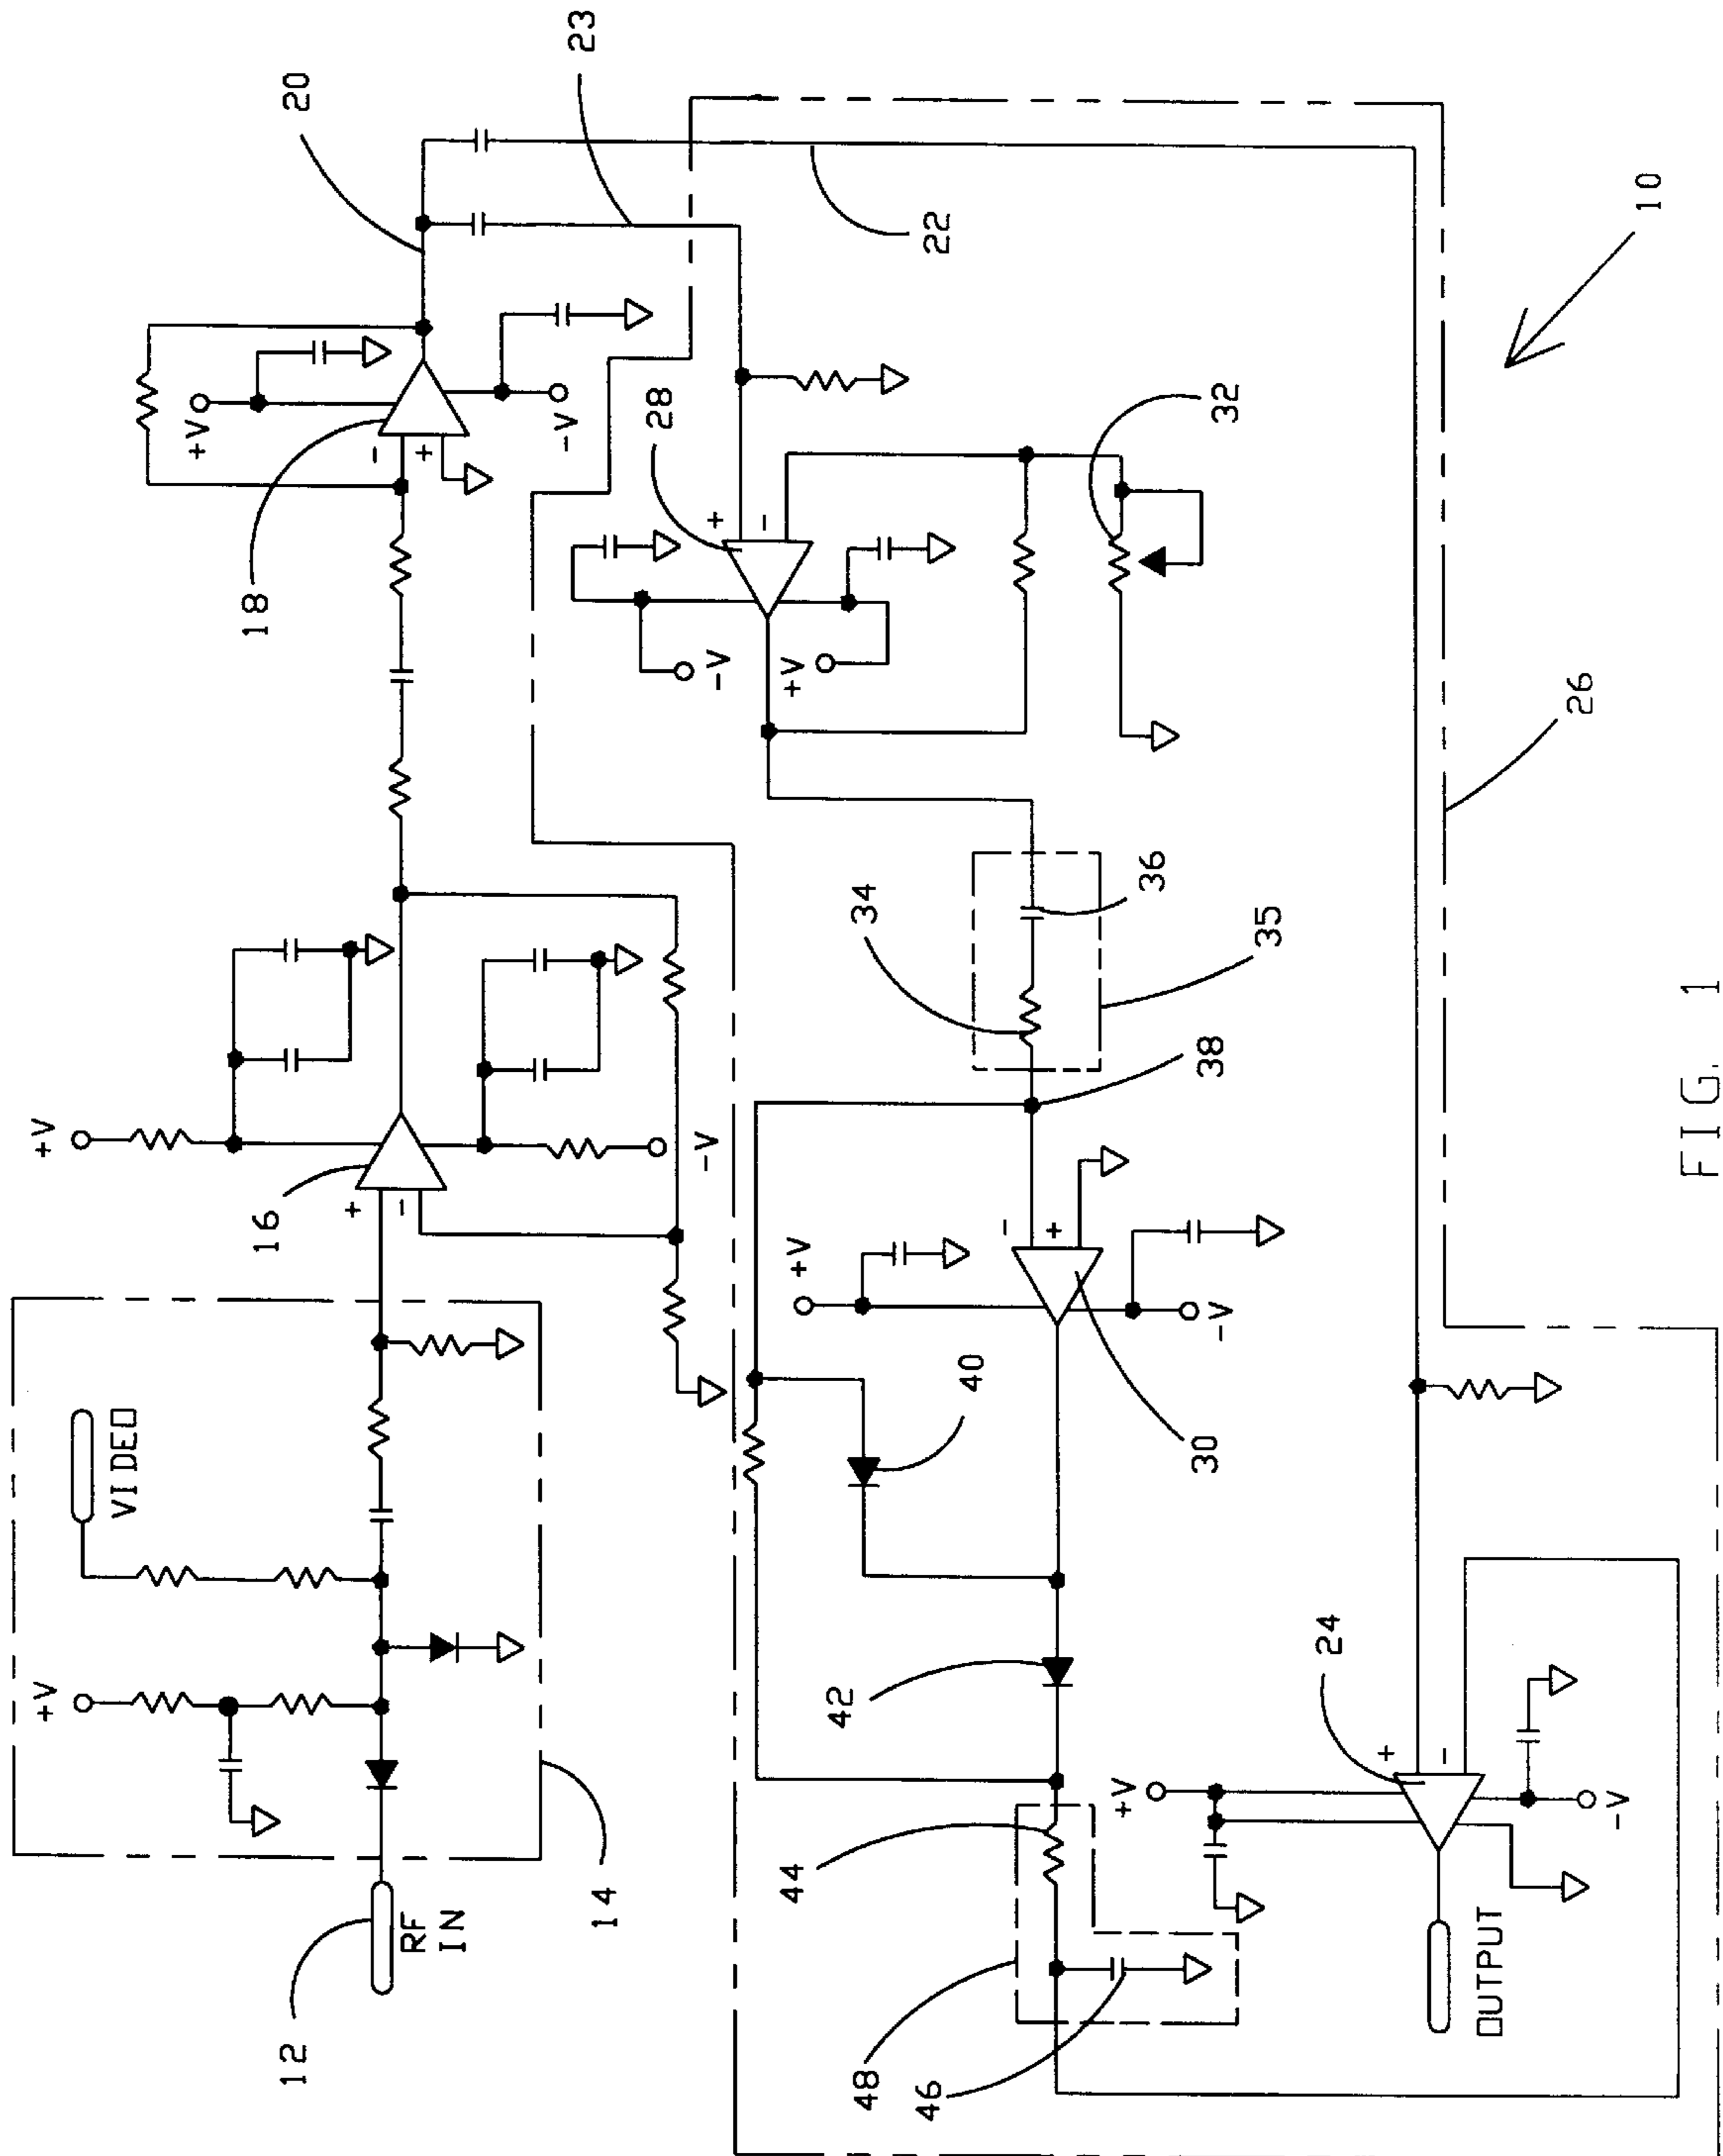 +V
VIDEO
RF
IN
12
14
+V
16
+
-
-V
18
+V
-
+
-V
20
23
22
28
+
-
-V
+V
32
34
36
35
38
+V
-
+
-V
30
40
42
44
48
46
24
+V
+
-
-V
OUTPUT
26
10
FIG. 1